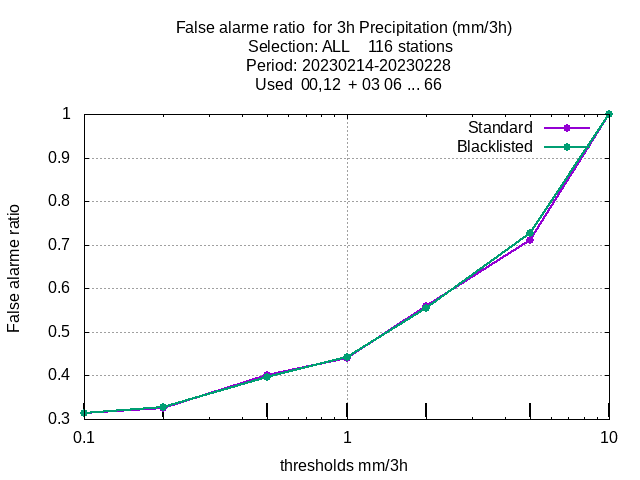 False alarme ratio  for 3h Precipitation (mm/3h)
Selection: ALL    116 stations
Period: 20230214-20230228
Used  00,12  + 03 06 ... 66
Standard
Blacklisted
False alarme ratio
1
0.9
0.8
0.7
0.6
0.5
0.4
0.3
0.1
1
10
thresholds mm/3h